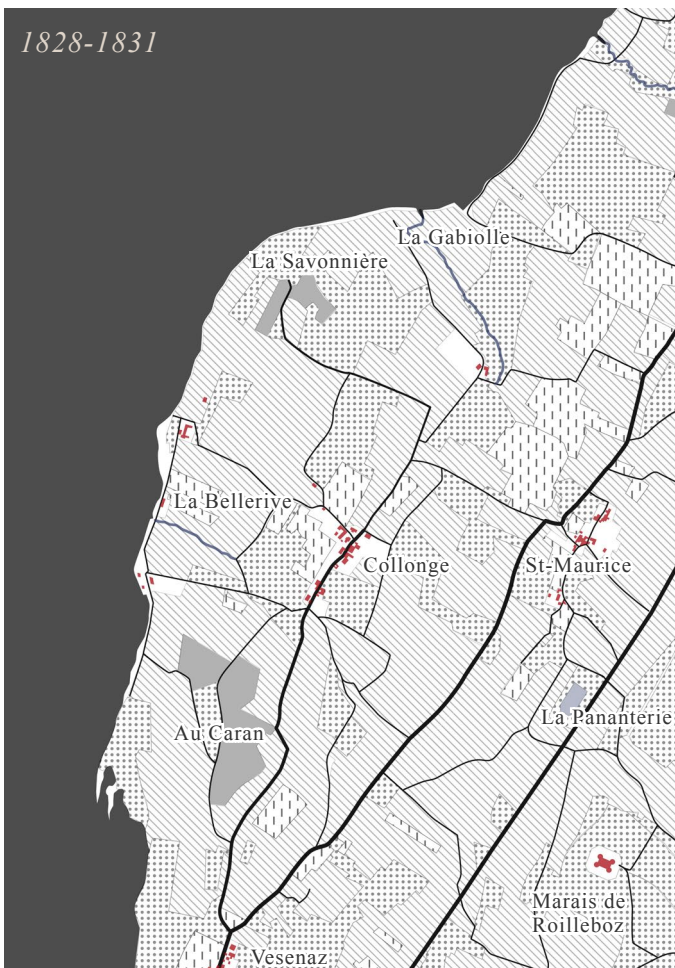 1828-1831
La Gabiolle
La Savonnière
La Bellerive
Collonge
St-Maurice
La Pananterie
Au Caran
Marais de
Roilleboz
Vesenaz